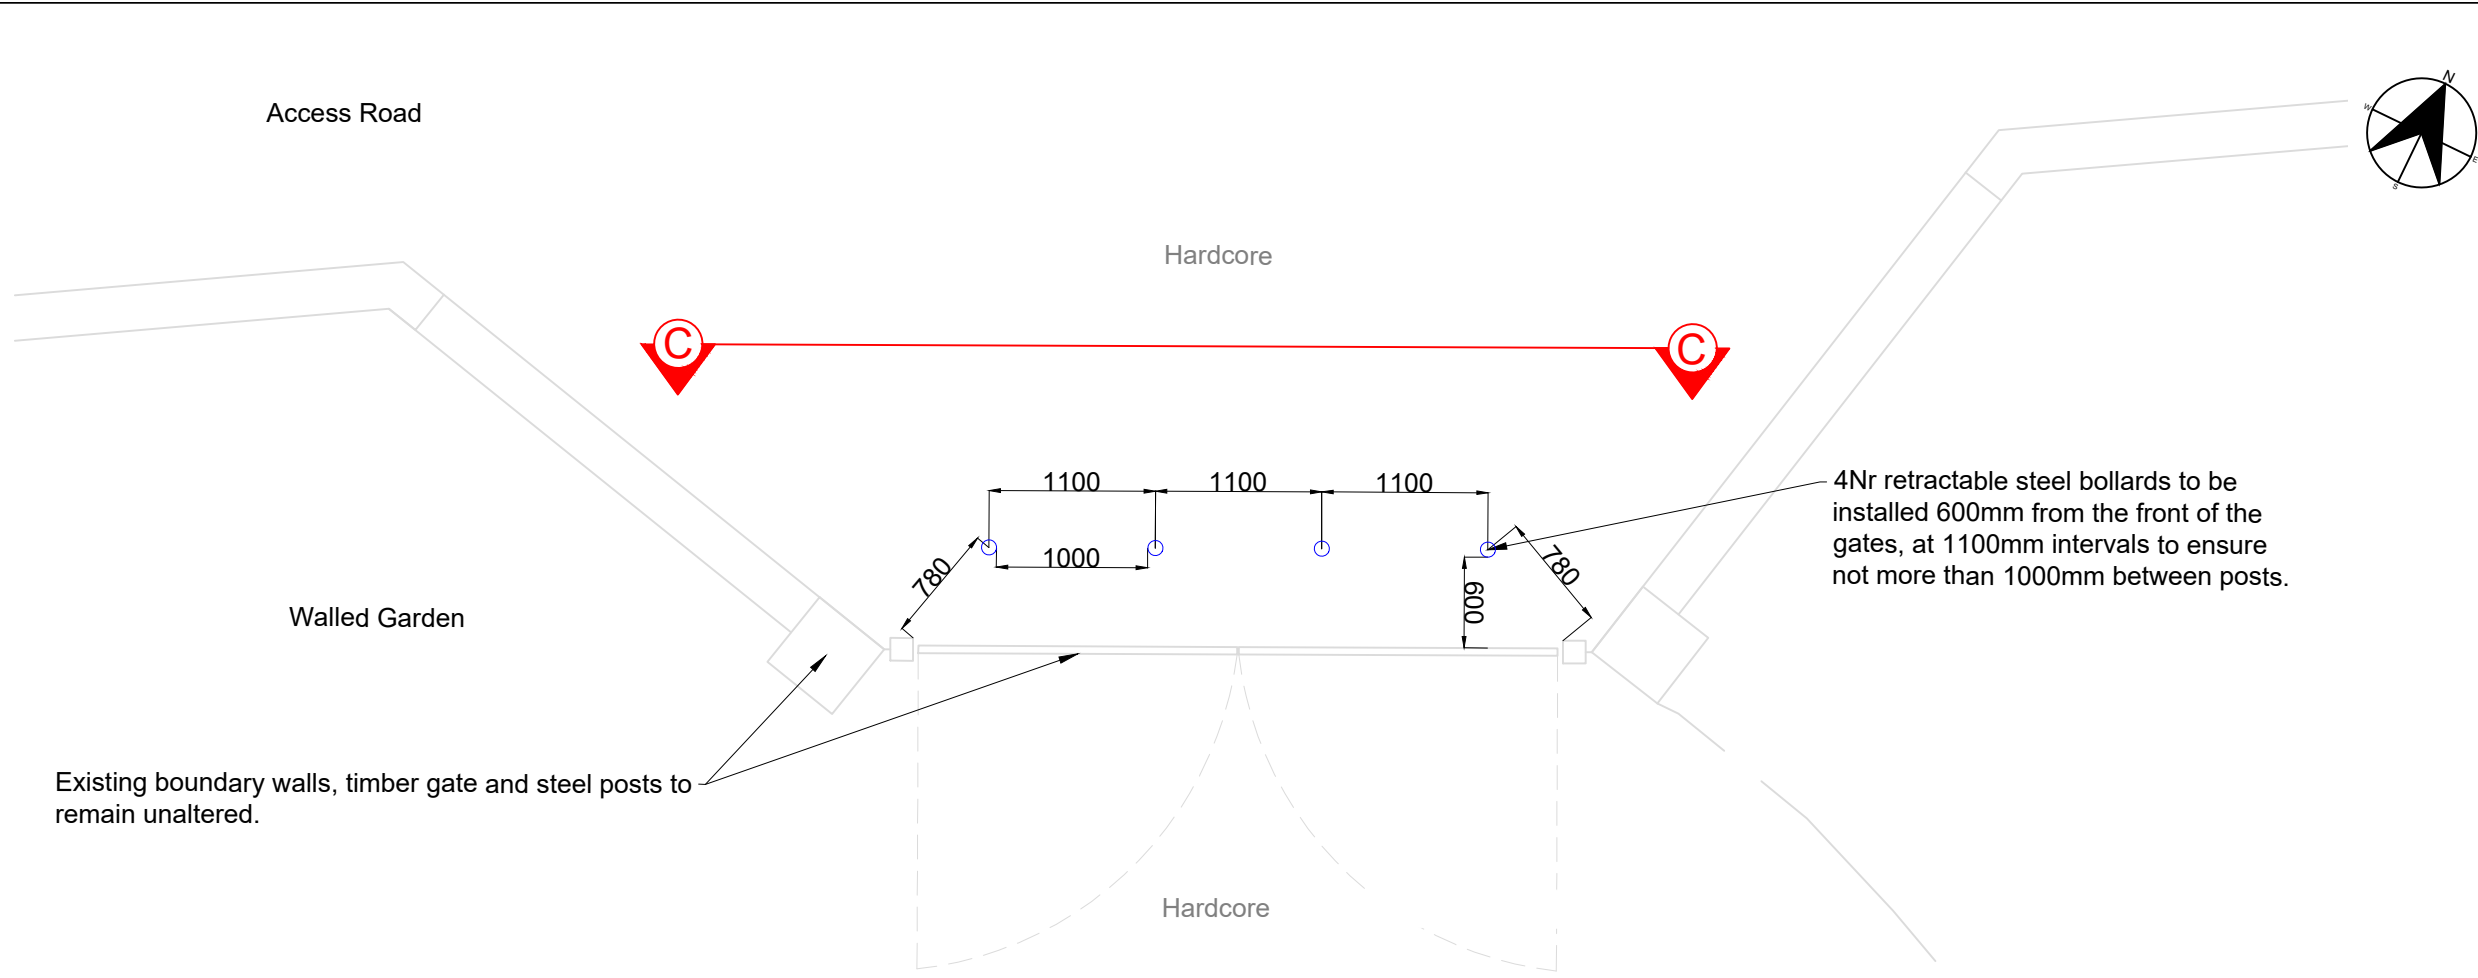 Access Road
N
W
E
S
Hardcore
C
C
1100
1100
1100
4Nr retractable steel bollards to be
installed 600mm from the front of the
gates, at 1100mm intervals to ensure
not more than 1000mm between posts.
1000
780
780
600
Walled Garden
Existing boundary walls, timber gate and steel posts to
remain unaltered.
Hardcore